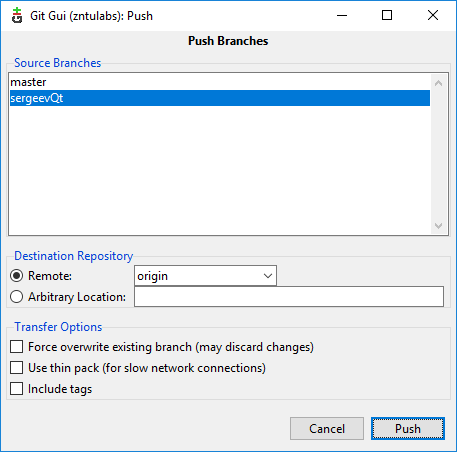 Git Gui (zntulabs): Push
Push Branches
Source Branches
master
sergeevQt
Destination Repository
Remote: origin
Arbitrary Location:
Transfer Options
Force overwrite existing branch (may discard changes)
Use thin pack (for slow network connections)
Include tags
Cancel Push